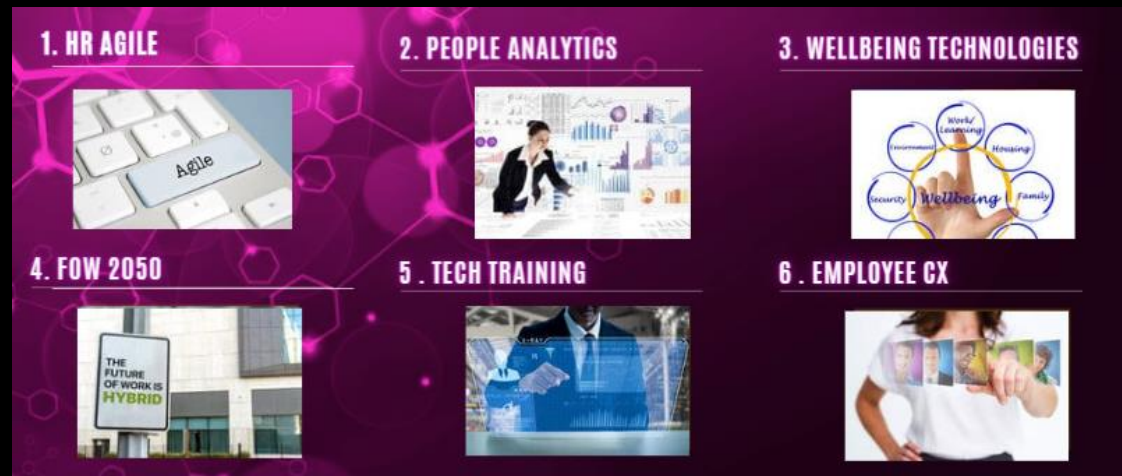 1. HR AGILE
Agile
2. PEOPLE ANALYTICS
3. WELLBEING TECHNOLOGIES
Work/
Learning
Environment
Housing
Security
Wellbeing
Family
4. FOW 2050
THE
FUTURE
OF WORK IS
HYBRID
5 . TECH TRAINING
X-RAY
6 . EMPLOYEE CX